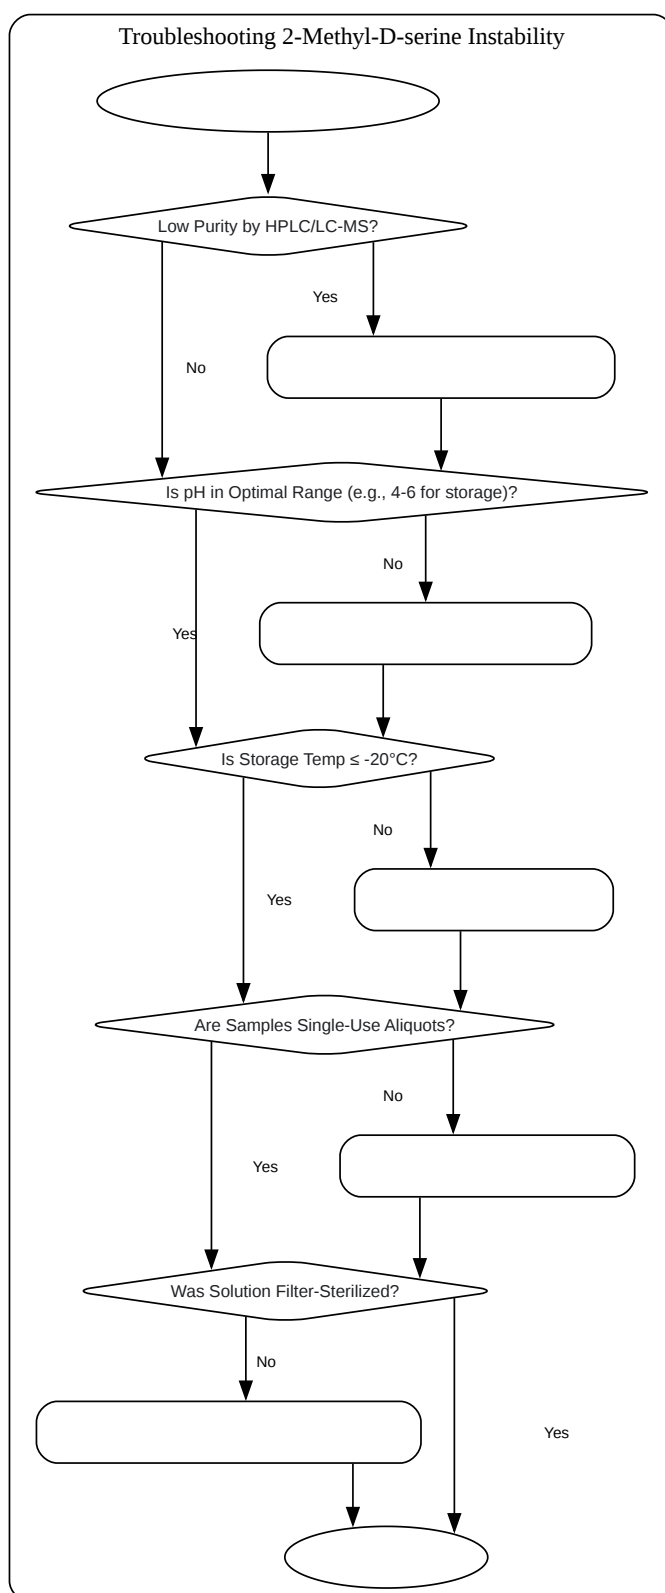 Troubleshooting 2-Methyl-D-serine Instability
Low Purity by HPLC/LC-MS?
Yes
No
Is pH in Optimal Range (e.g., 4-6 for storage)?
No
Yes
Is Storage Temp ≤ -20°C?
No
Yes
Are Samples Single-Use Aliquots?
No
Yes
Was Solution Filter-Sterilized?
No
Yes